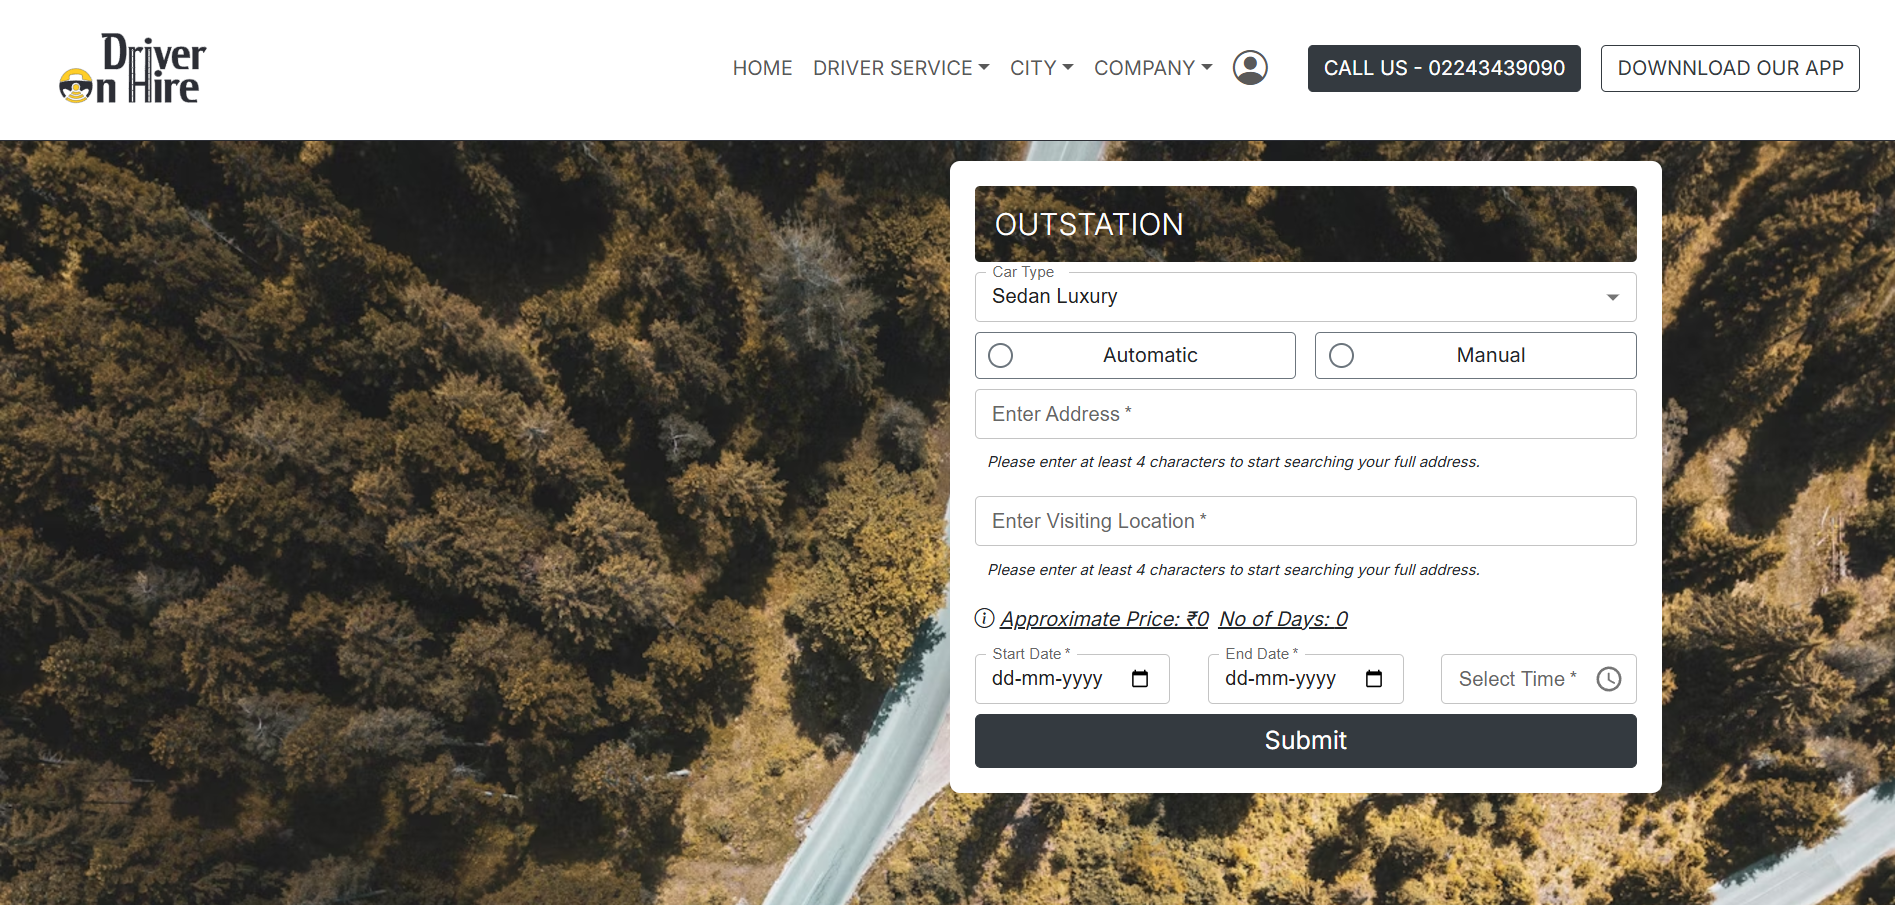 Driver
On Hire
HOME DRIVER SERVICE CITY COMPANY CALL US - 02243439090 DOWNNLOAD OUR APP
OUTSTATION
Car Type
Sedan Luxury
Automatic Manual
Enter Address *
Please enter at least 4 characters to start searching your full address.
Enter Visiting Location *
Please enter at least 4 characters to start searching your full address.
Approximate Price: ₹0 No of Days: 0
Start Date * End Date *
dd-mm-yyyy dd-mm-yyyy Select Time *
Submit